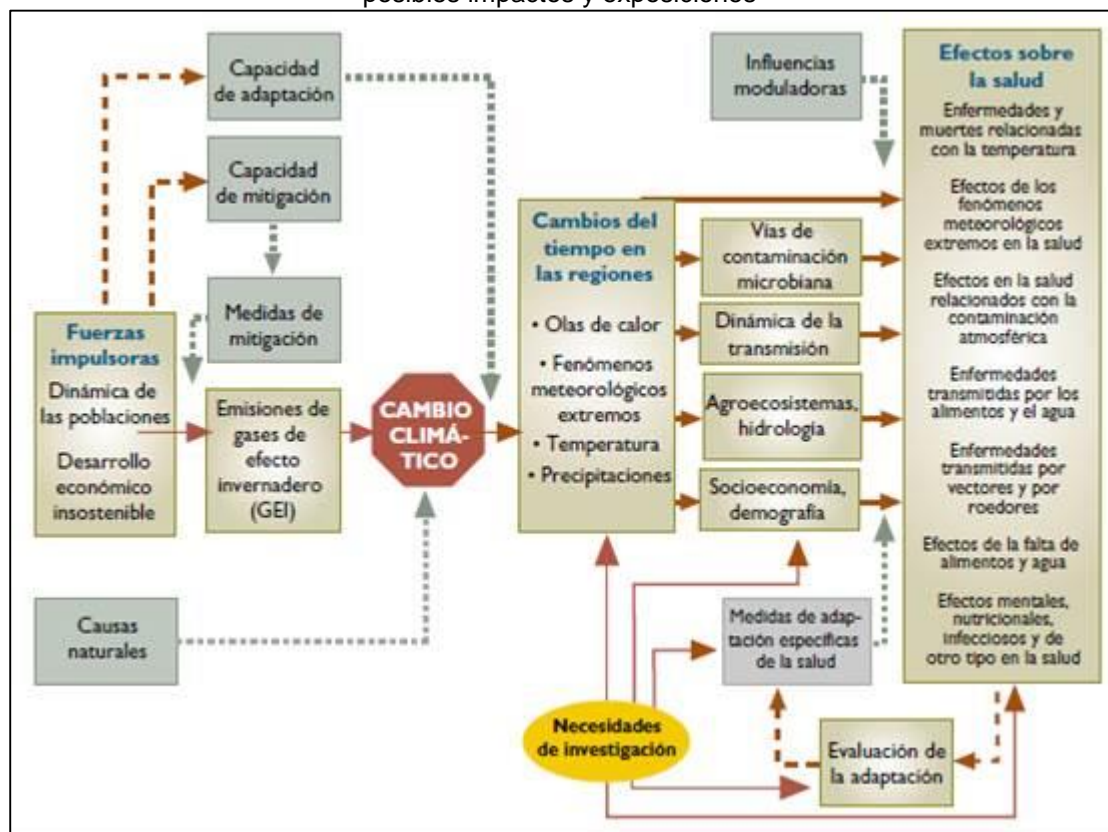 posibles impactos y exposiciones
Capacidad
de adaptación
Capacidad
de mitigación
Medidas de
mitigación
Fuerzas
impulsoras
Dinámica de
las poblaciones
Desarrollo
económico
insostenible
Emisiones de
gases de
efecto
invernadero
(GEI)
Causas
naturales
CAMBIO
CLIMÁ-
TICO
Influencias
moduladoras
Cambios del
tiempo en
las regiones
• Olas de calor
• Fenómenos
meteorológicos
extremos
• Temperatura
• Precipitaciones
Vías de
contaminación
microbiana
Dinámica de la
transmisión
Agroecosistemas,
hidrología
Socioeconomía,
demografía
Medidas de adap-
tación específicas
de la salud
Necesidades
de investigación
Evaluación de
la adaptación
Efectos sobre
la salud
Enfermedades y
muertes relacionadas
con la temperatura
Efectos de los
fenómenos
meteorológicos
extremos en la salud
Efectos en la salud
relacionados con la
contaminación
atmosférica
Enfermedades
transmitidas por los
alimentos y el agua
Enfermedades
transmitidas por
vectores y por
roedores
Efectos de la falta de
alimentos y agua
Efectos mentales,
nutricionales,
infecciosos y de
otro tipo en la salud